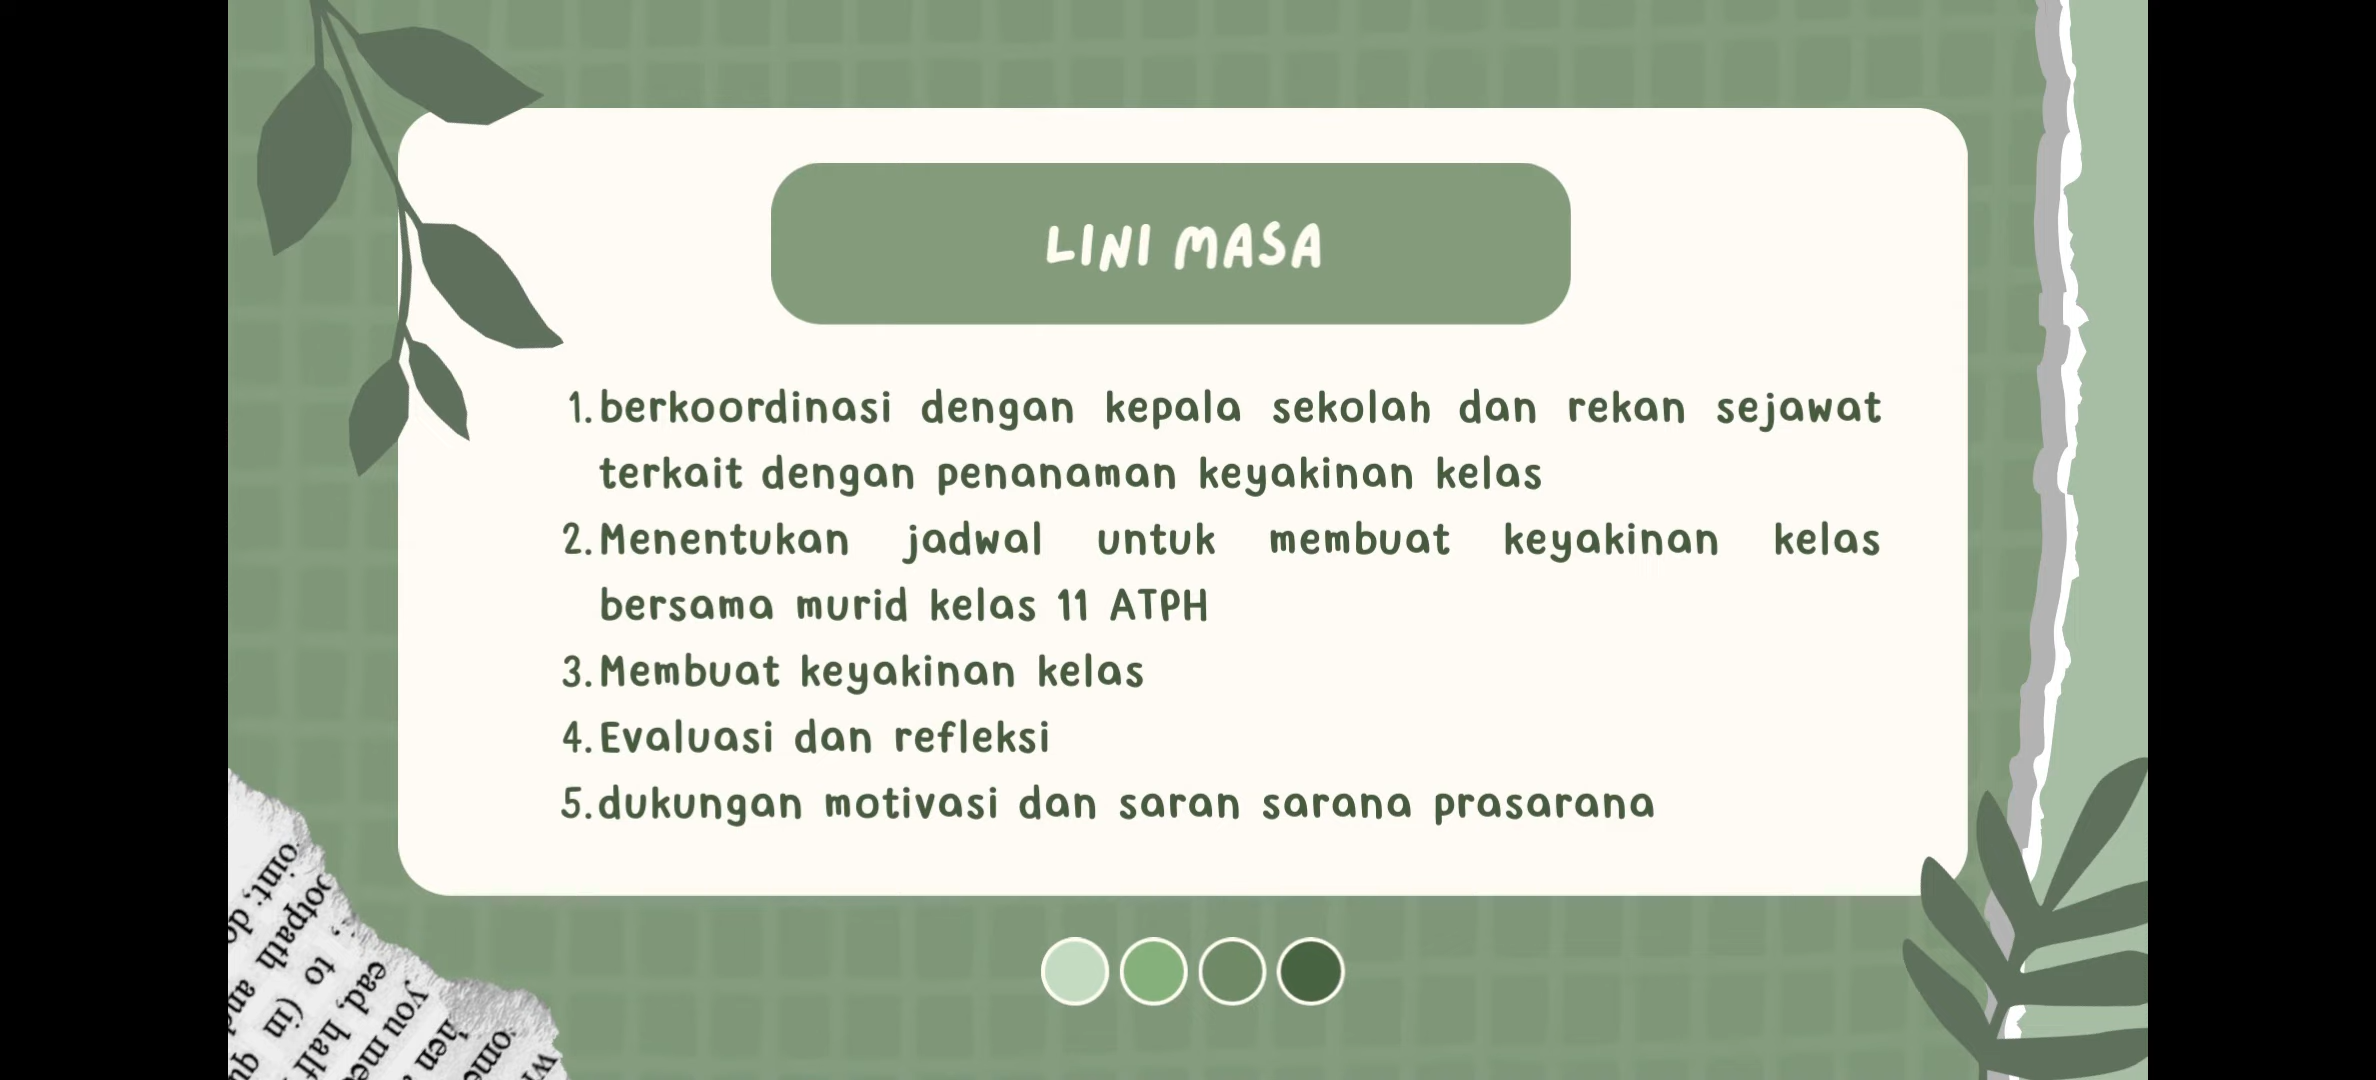 LINI MASA
1. berkoordinasi dengan kepala sekolah dan rekan sejawat
terkait dengan penanaman keyakinan kelas
2. Menentukan jadwal untuk membuat keyakinan kelas
bersama murid kelas 11 ATPH
3. Membuat keyakinan kelas
4. Evaluasi dan refleksi
5. dukungan motivasi dan saran sarana prasarana